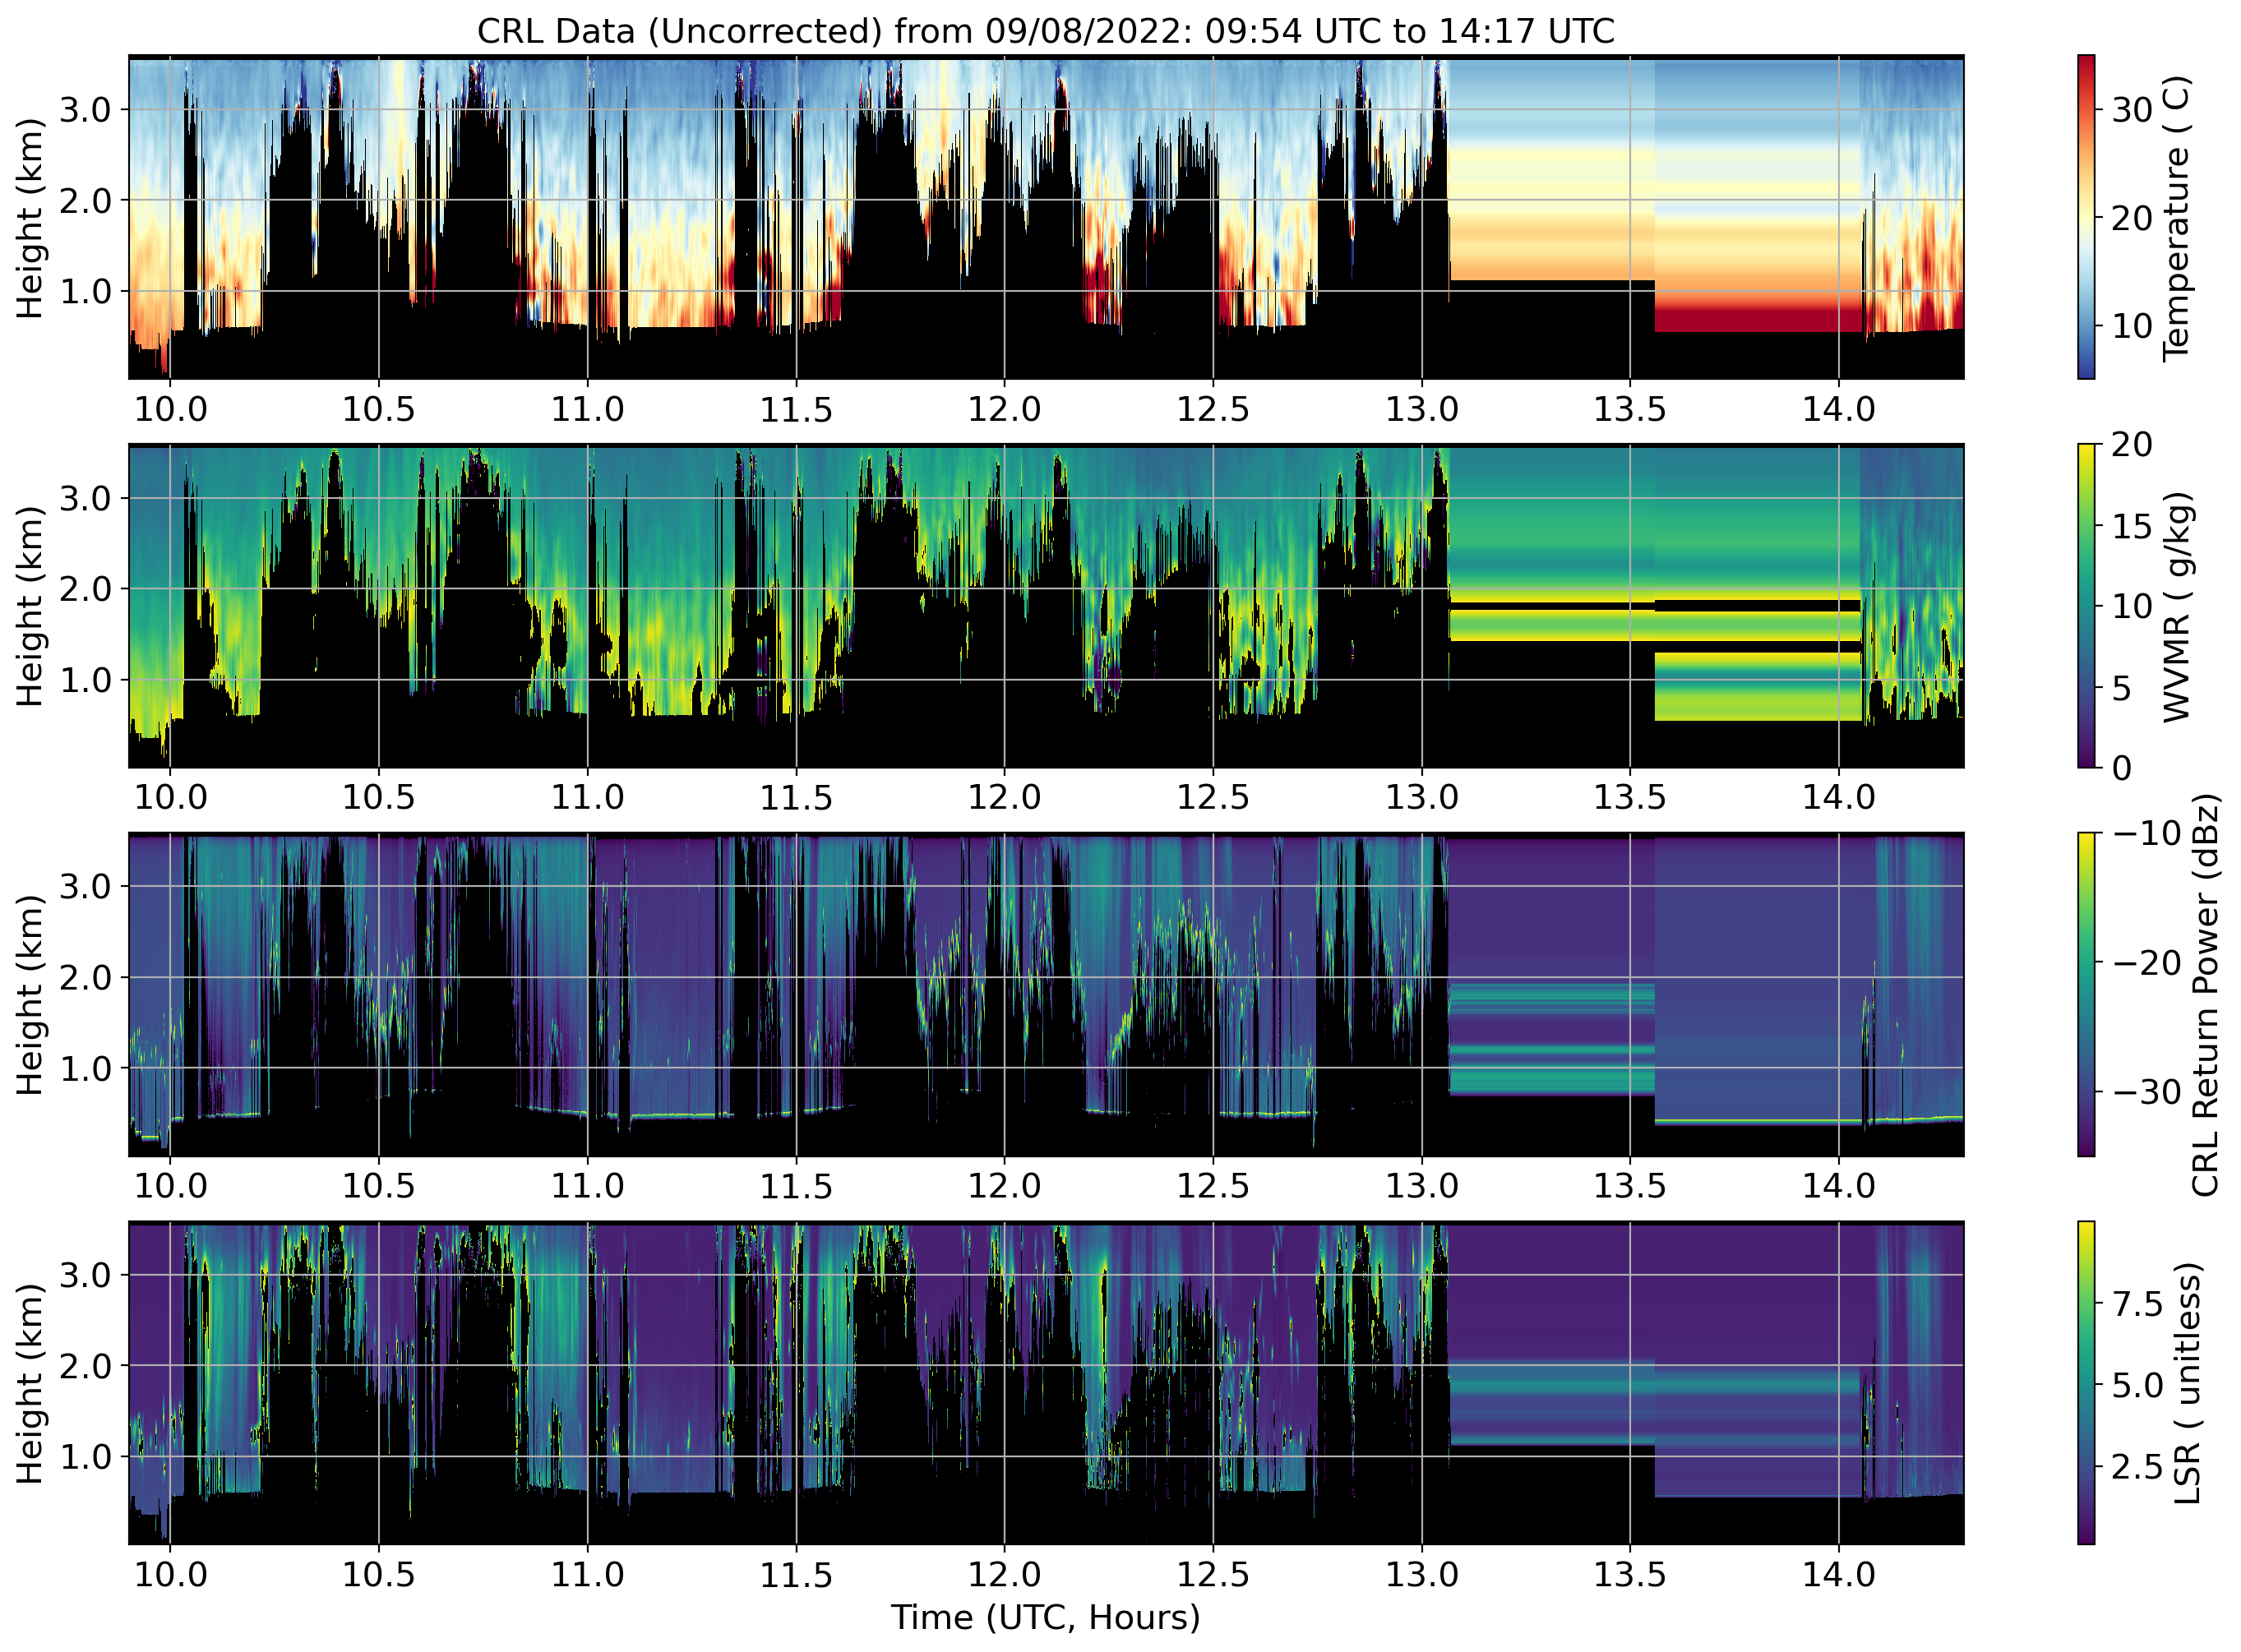 CRL Data (Uncorrected) from 09/08/2022: 09:54 UTC to 14:17 UTC
Height (km)
3.0
2.0
1.0
10.0 10.5 11.0 11.5 12.0 12.5 13.0 13.5 14.0
30
20
10
Temperature ( C)
Height (km)
3.0
2.0
1.0
10.0 10.5 11.0 11.5 12.0 12.5 13.0 13.5 14.0
20
15
10
5
0
WVMR ( g/kg)
Height (km)
3.0
2.0
1.0
10.0 10.5 11.0 11.5 12.0 12.5 13.0 13.5 14.0
−10
−20
−30
CRL Return Power (dBz)
Height (km)
3.0
2.0
1.0
10.0 10.5 11.0 11.5 12.0 12.5 13.0 13.5 14.0
7.5
5.0
2.5
LSR ( unitless)
Time (UTC, Hours)